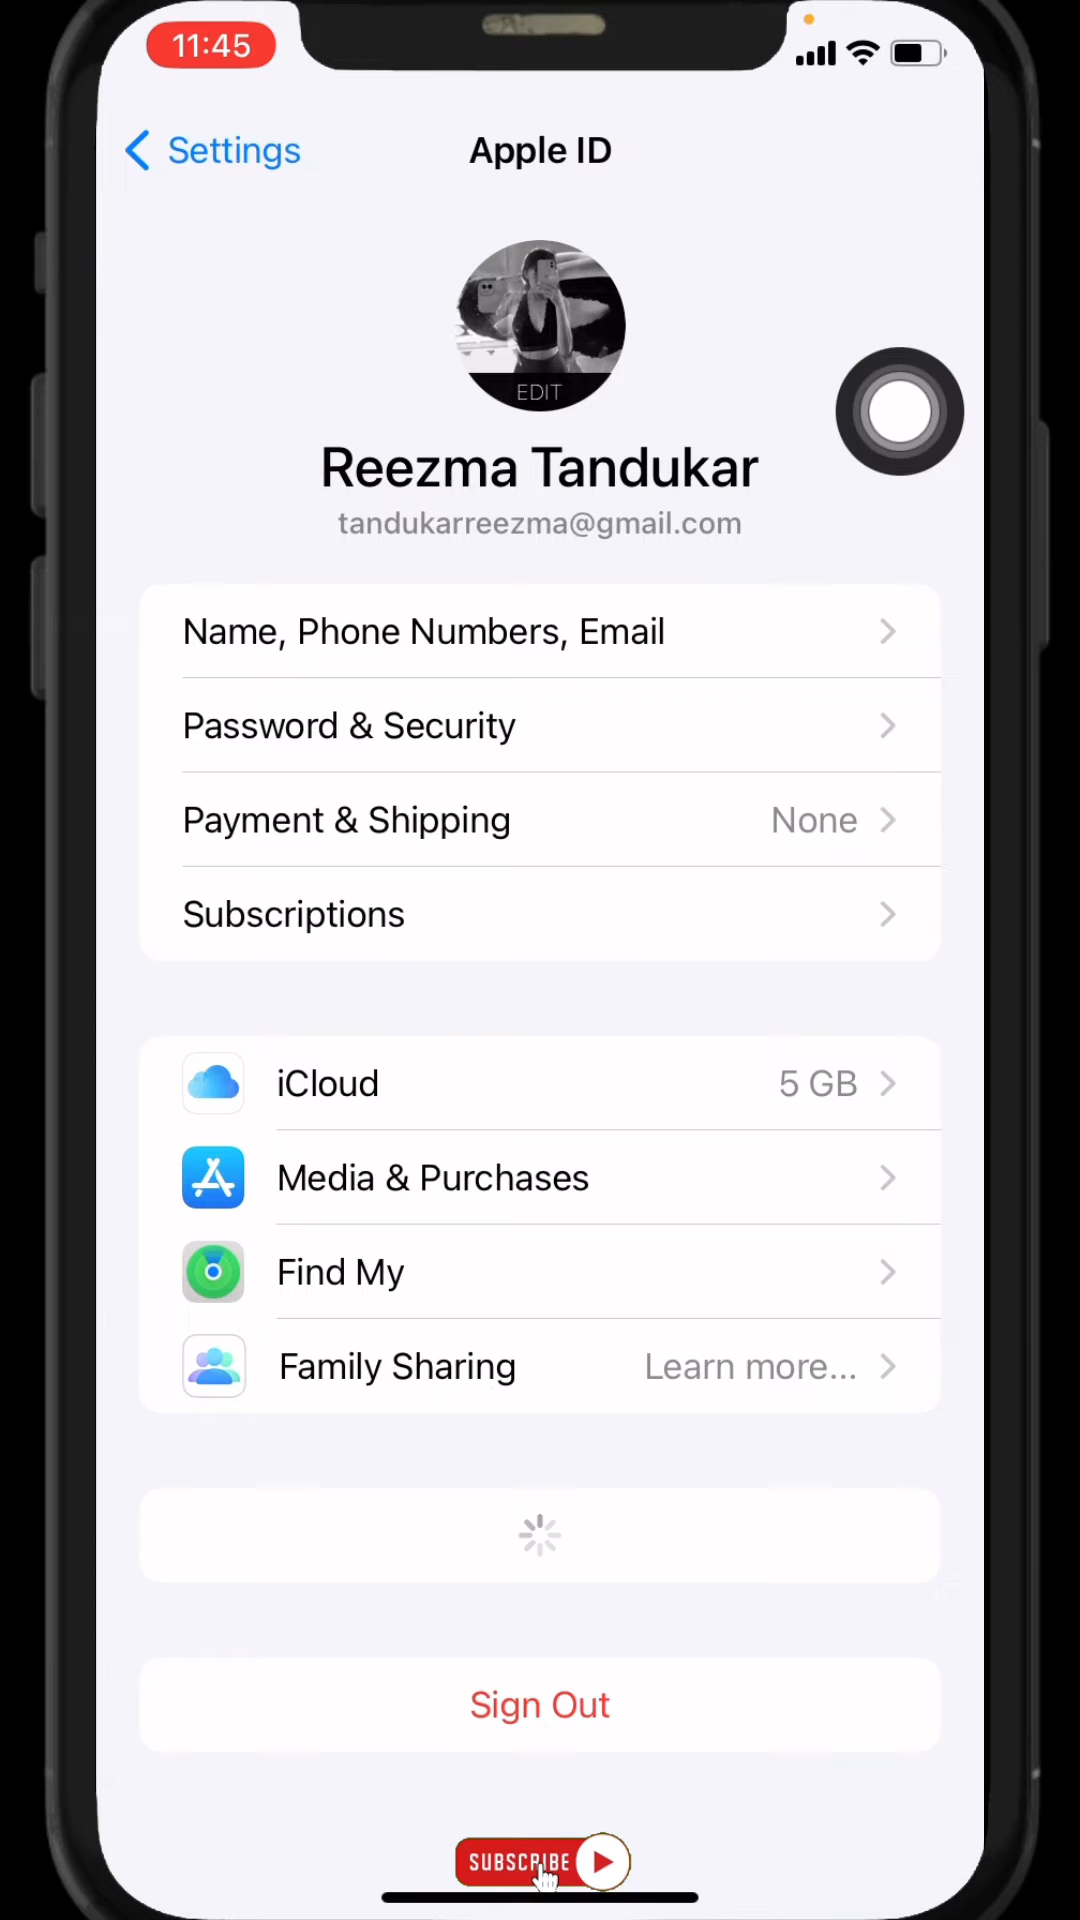 11:45
Settings
Apple ID
EDIT
Reezma Tandukar
tandukarreezma@gmail.com
Name, Phone Numbers, Email
Password & Security
Payment & Shipping None
Subscriptions
iCloud 5 GB
Media & Purchases
Find My
Family Sharing Learn more...
Sign Out
SUBSCRIBE